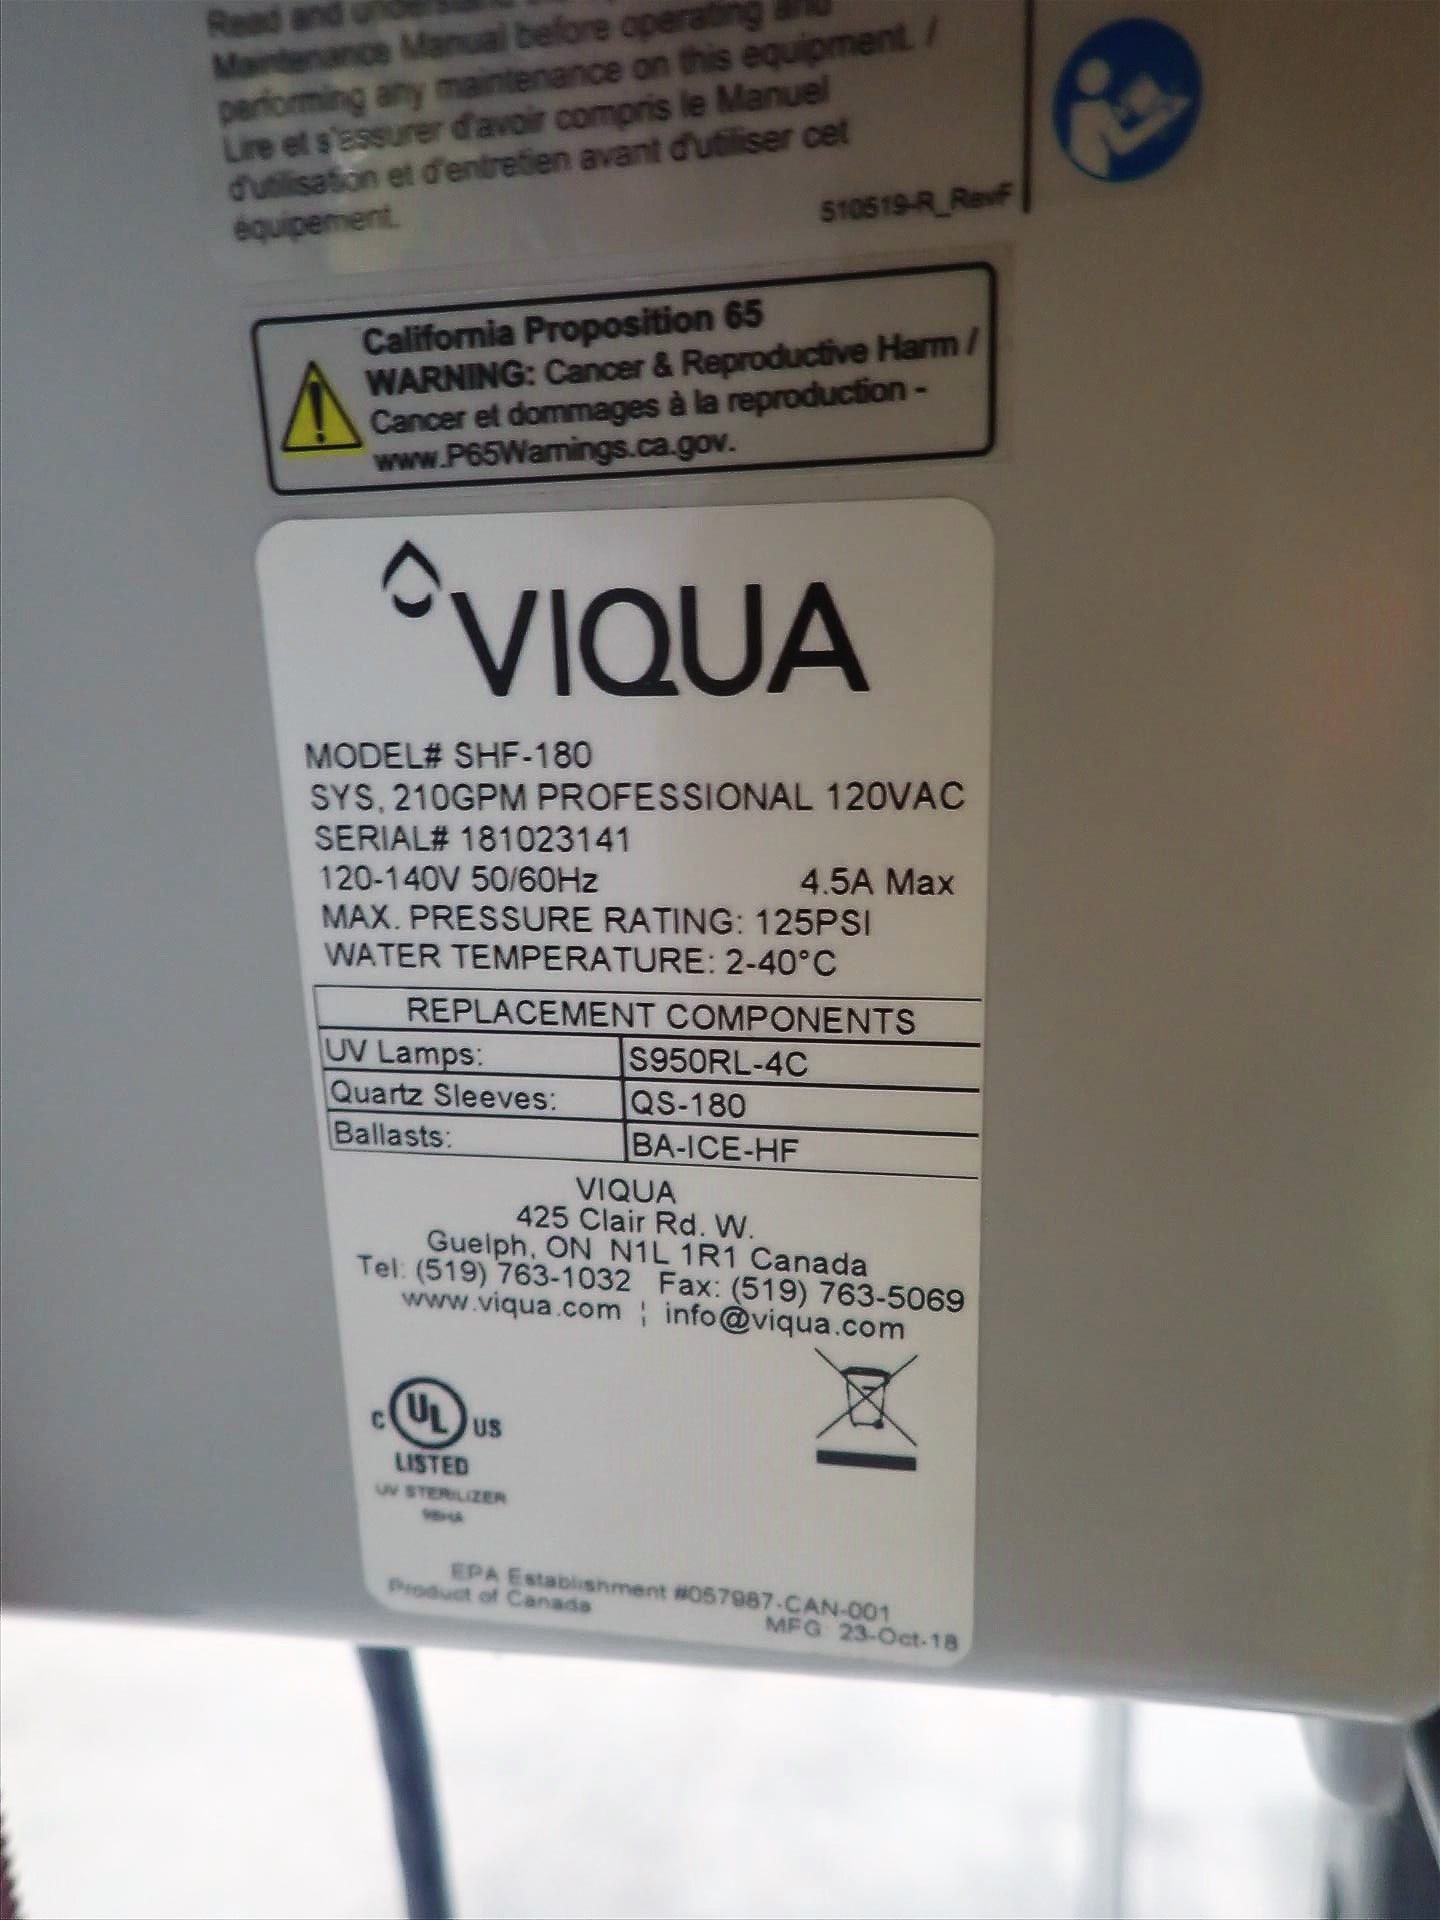 Read and understand the
Maintenance Manual before operating and
performing any maintenance on this equipment. /
Lire et s'assurer d'avoir compris le Manuel
d'utilisation et d'entretien avant d'utiliser cet
équipement.
510519-R_RevF
California Proposition 65
WARNING: Cancer & Reproductive Harm /
Cancer et dommages à la reproduction -
www.P65Warnings.ca.gov.
VIQUA
MODEL# SHF-180
SYS, 210GPM PROFESSIONAL 120VAC
SERIAL# 181023141
120-140V 50/60Hz 4.5A Max
MAX. PRESSURE RATING: 125PSI
WATER TEMPERATURE: 2-40°C
REPLACEMENT COMPONENTS
UV Lamps: S950RL-4C
Quartz Sleeves: QS-180
Ballasts: BA-ICE-HF
VIQUA
425 Clair Rd. W.
Guelph, ON N1L 1R1 Canada
Tel: (519) 763-1032 Fax: (519) 763-5069
www.viqua.com ¦ info@viqua.com
C UL US
LISTED
UV STERILIZER
98HA
EPA Establishment #057987-CAN-001
Product of Canada
MFG: 23-Oct-18